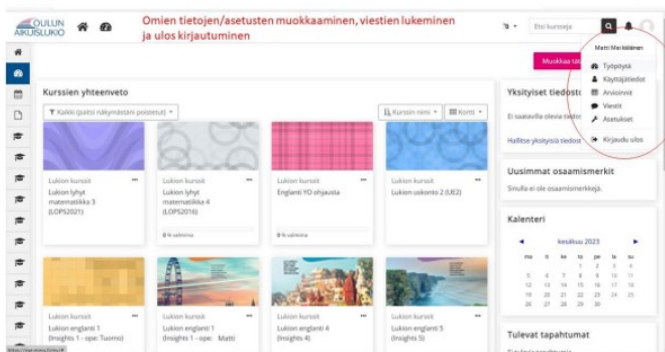 OULUN
AIKUISLUKIO
Omien tietojen/asetusten muokkaaminen, viestien lukeminen
ja ulos kirjautuminen
Etsi kursseja
Matti Moi
Muokkaa
Työpöytä
Käyttäjätiedot
Arvioinnit
Viestit
Asetukset
Kirjaudu ulos
Kurssien yhteenveto
Kaikki (paitsi näkymästäni poistetut)
Kurssin nimi
Kortti
Lukion kurssit
Lukion lyhyt
matematiikka 3
(LOPS2021)
Lukion kurssit
Lukion lyhyt
matematiikka 4
(LOPS2016)
0 % valmiina
Lukion kurssit
Englanti YO ohjausta
0 % valmiina
Lukion kurssit
Lukion uskonto 2 (UE2)
Lukion kurssit
Lukion englanti 1
(Insights 1 - ope: Tuomo)
Lukion kurssit
Lukion englanti 1
(Insights 1 - ope: Matti
Lukion kurssit
Lukion englanti 4
(Insights 4)
Lukion kurssit
Lukion englanti 5
(Insights 5)
Yksityiset tiedosto
Ei saatavilla olevia tiedos
Hallitse yksityisiä tiedost
Uusimmat osaamismerkit
Sinulla ei ole osaamismerkkejä.
Kalenteri
kesäkuu 2023
ma ti ke to pe la su
1 2 3 4
5 6 7 8 9 10 11
12 13 14 15 16 17 18
19 20 21 22 23 24 25
26 27 28 29 30
Tulevat tapahtumat